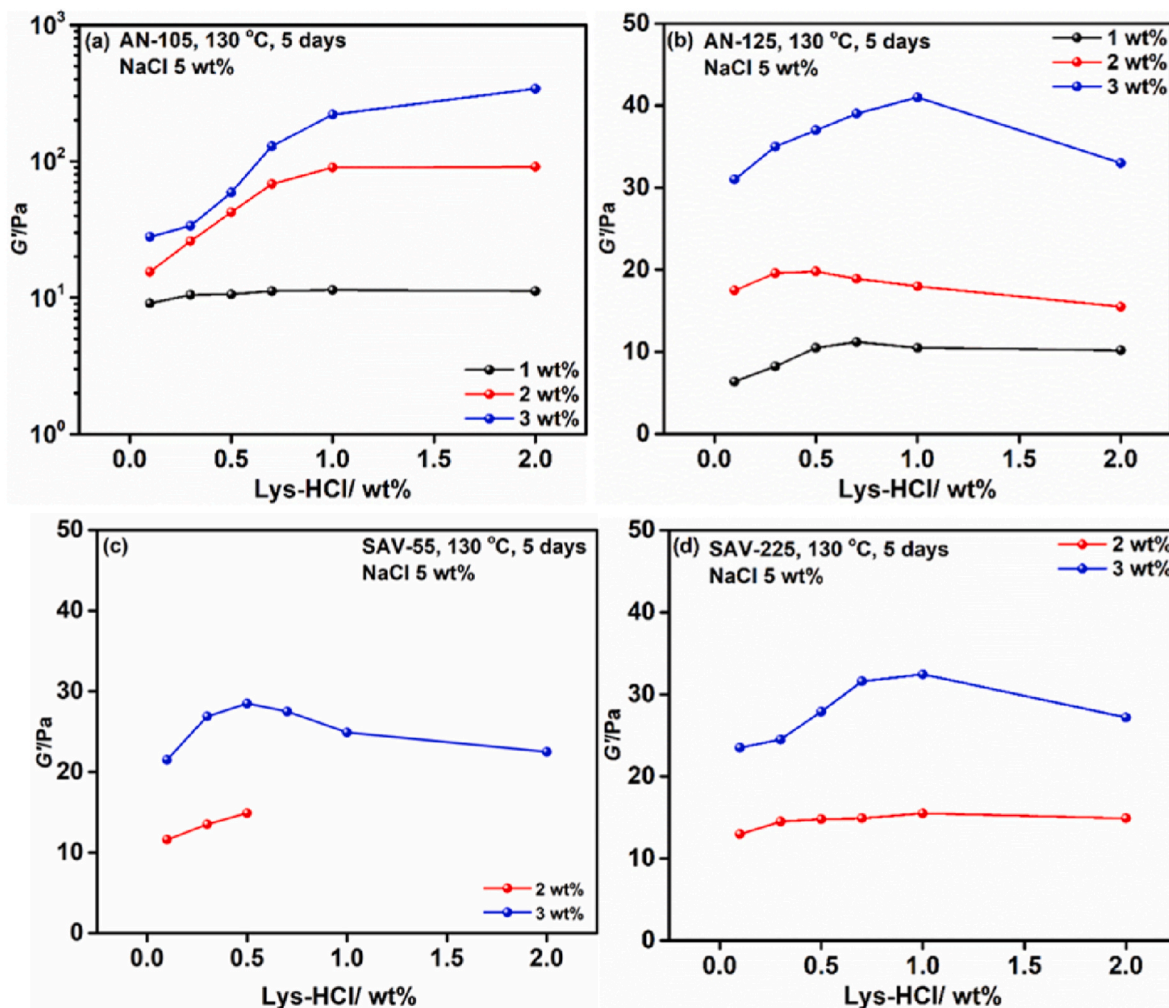 (a) AN-105, 130 °C, 5 days
NaCl 5 wt%
10³
10²
10¹
10⁰
G'/Pa
1 wt%
2 wt%
3 wt%
0.0 0.5 1.0 1.5 2.0
Lys-HCl/ wt%
(b) AN-125, 130 °C, 5 days
NaCl 5 wt%
1 wt%
2 wt%
3 wt%
50
40
30
20
10
0
G'/Pa
0.0 0.5 1.0 1.5 2.0
Lys-HCl/ wt%
(c) SAV-55, 130 °C, 5 days
NaCl 5 wt%
50
40
30
20
10
0
G'/Pa
2 wt%
3 wt%
0.0 0.5 1.0 1.5 2.0
Lys-HCl/ wt%
(d) SAV-225, 130 °C, 5 days
NaCl 5 wt%
2 wt%
3 wt%
50
40
30
20
10
0
G'/Pa
0.0 0.5 1.0 1.5 2.0
Lys-HCl/ wt%